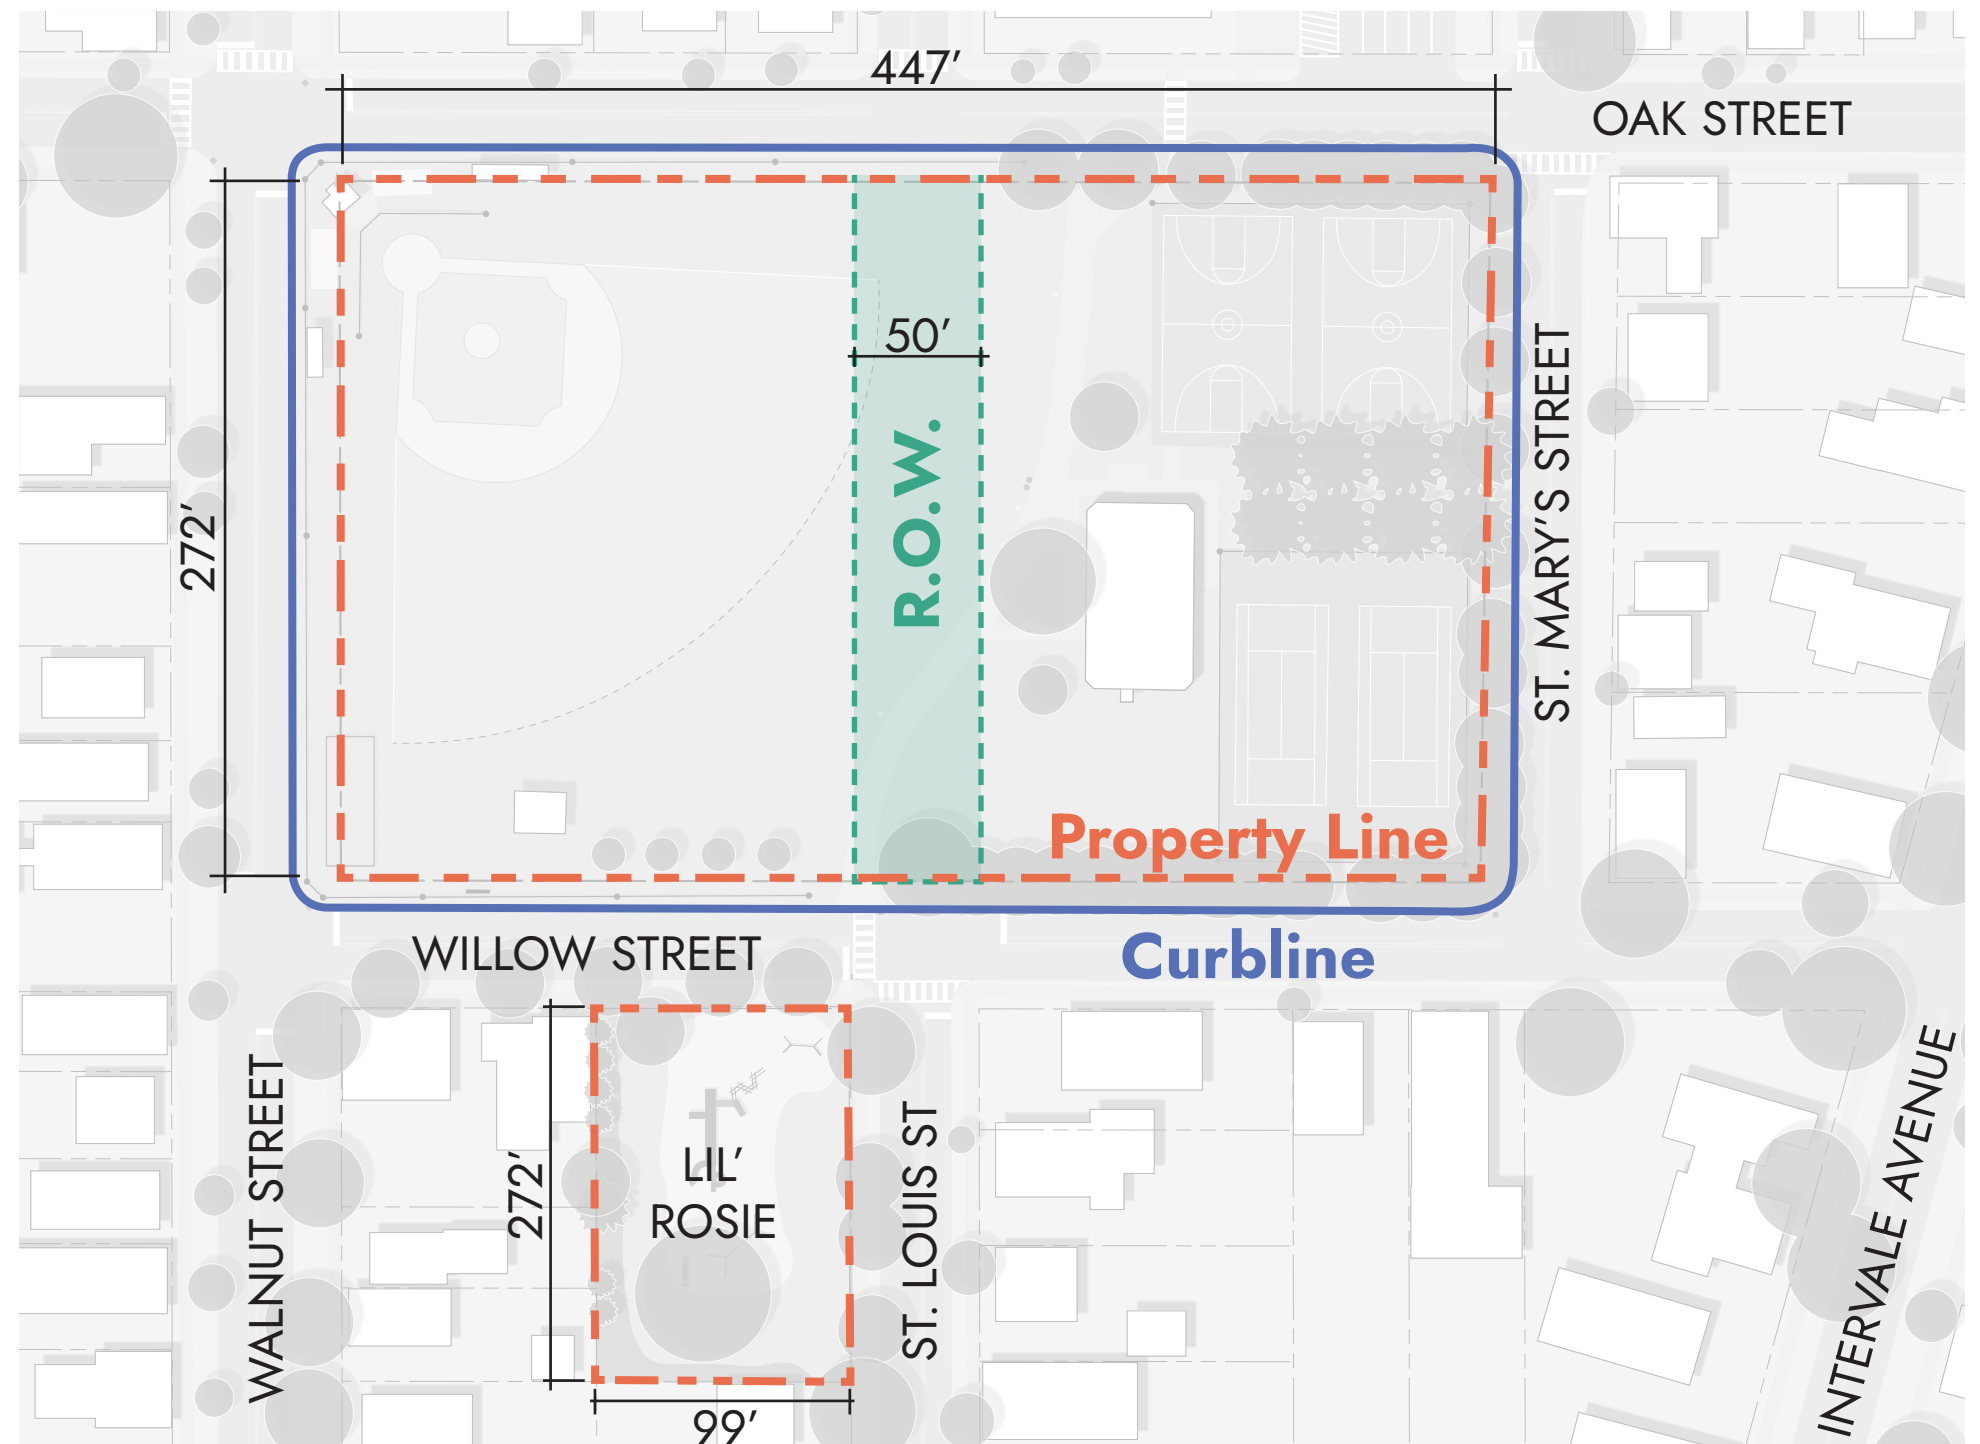 447'
OAK STREET
50'
R.O.W.
272'
ST. MARY'S STREET
Property Line
WILLOW STREET
Curbline
WALNUT STREET
272'
LIL'
ROSIE
ST. LOUIS ST
INTERVALE AVENUE
99'